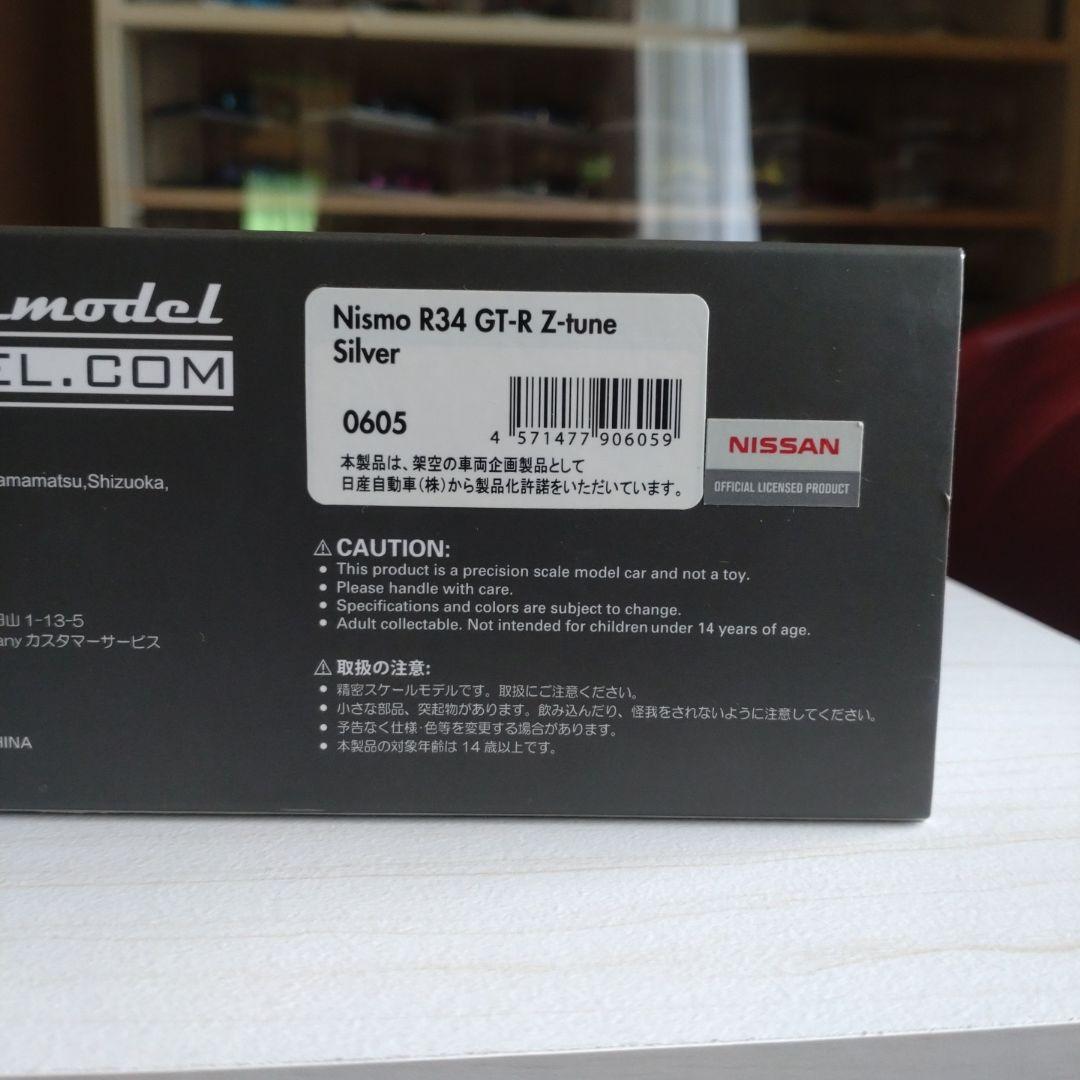 model
EL.COM
amamatsu,Shizuoka,
山 1-13-5
any カスタマーサービス
HINA
Nismo R34 GT-R Z-tune
Silver
0605
4 571477 906059
本製品は、架空の車両企画製品として
日産自動車(株)から製品化許諾をいただいています。
NISSAN
OFFICIAL LICENSED PRODUCT
⚠ CAUTION:
● This product is a precision scale model car and not a toy.
● Please handle with care.
● Specifications and colors are subject to change.
● Adult collectable. Not intended for children under 14 years of age.
⚠ 取扱の注意:
● 精密スケールモデルです。取扱にご注意ください。
● 小さな部品、突起物があります。飲み込んだり、怪我をされないように注意してください。
● 予告なく仕様・色等を変更する場合があります。
● 本製品の対象年齢は 14 歳以上です。